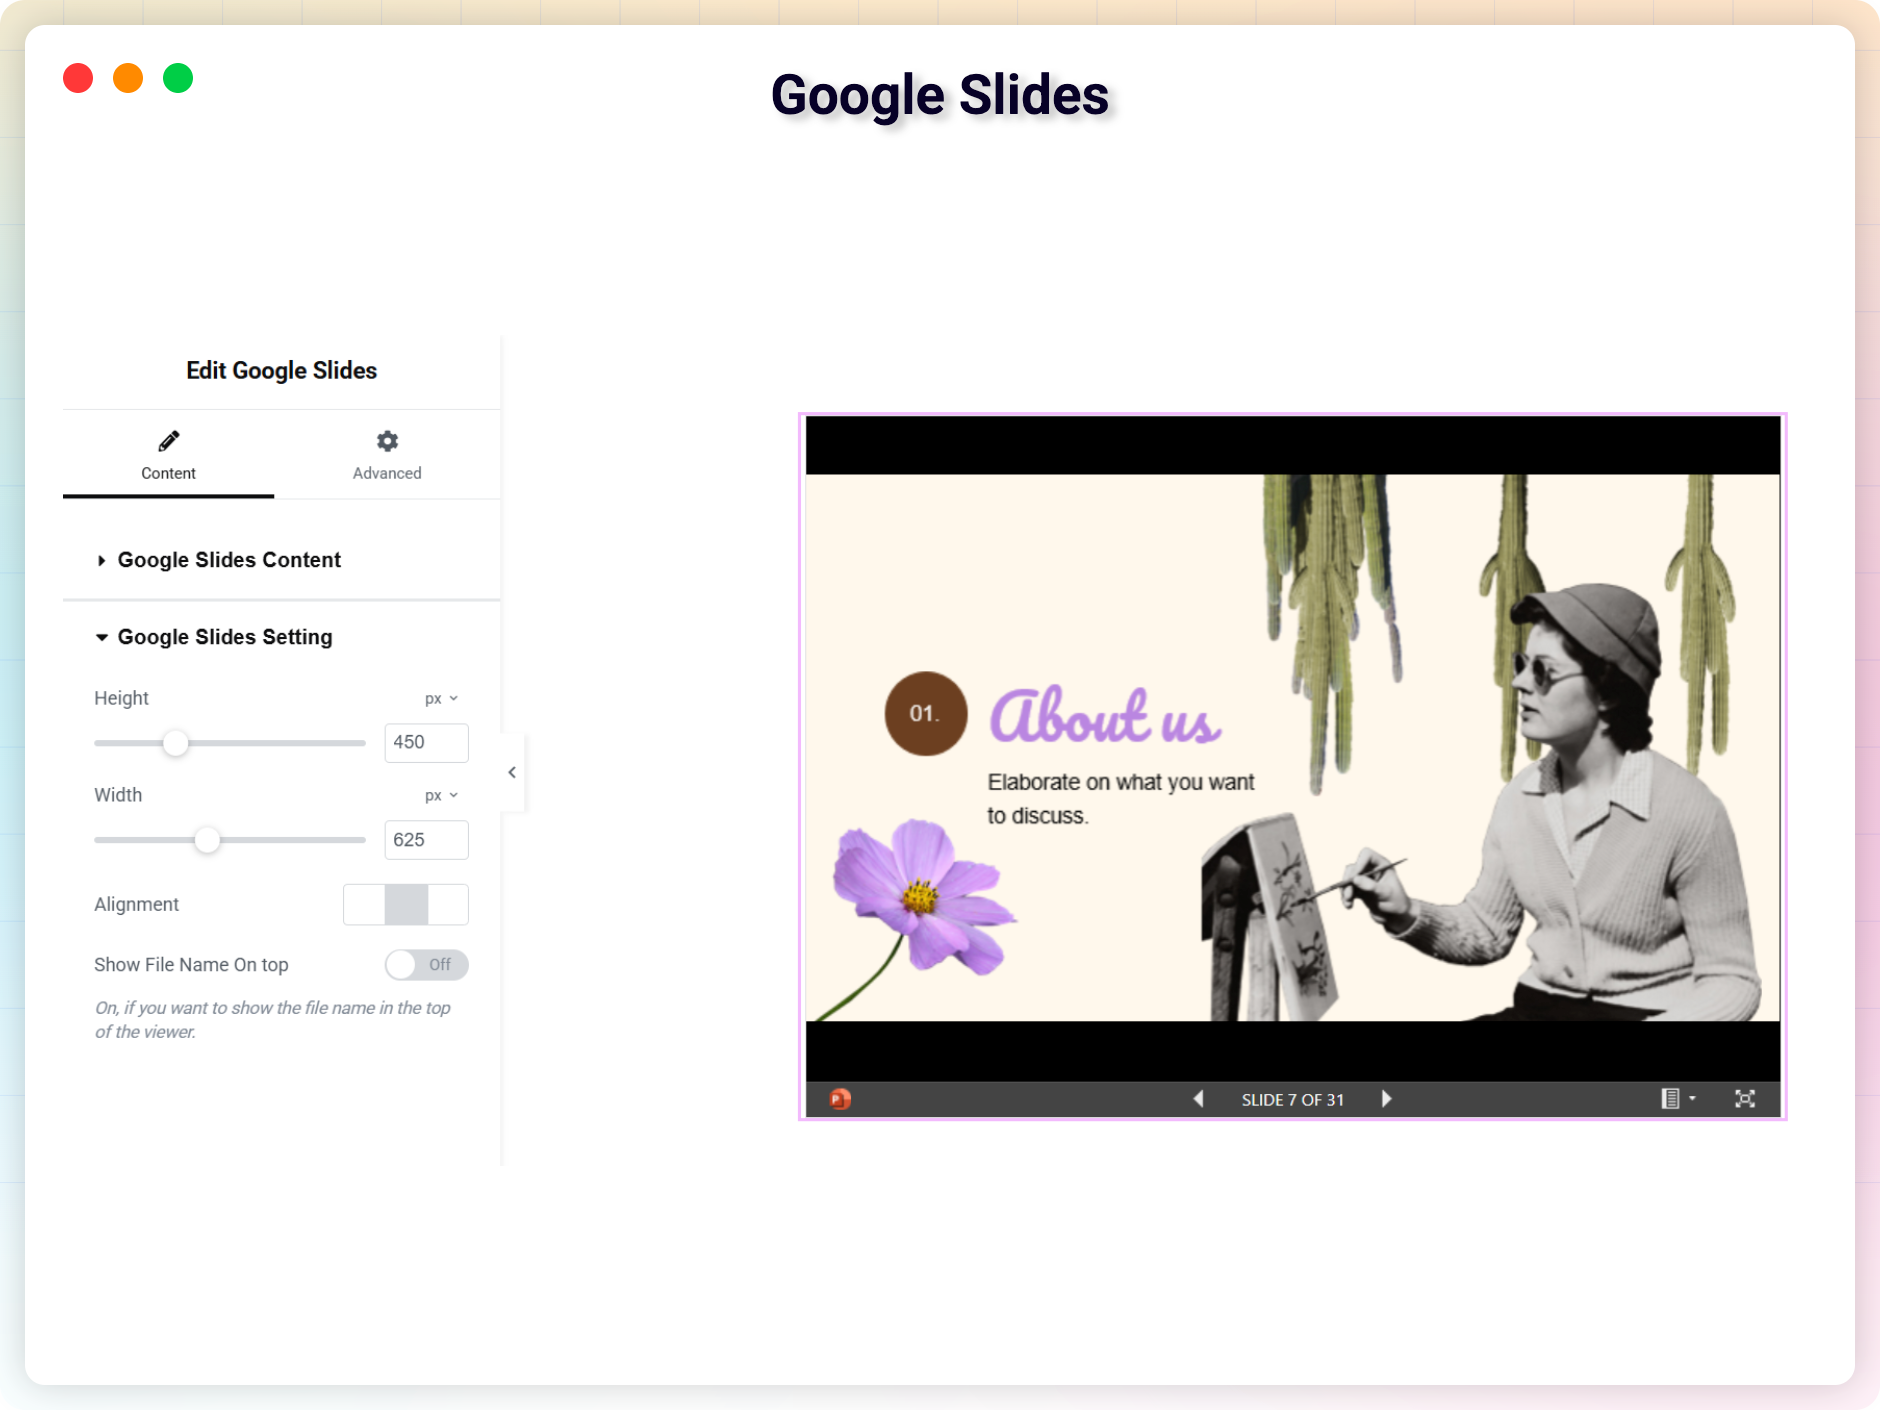 Google Slides
Edit Google Slides
Content
Advanced
Google Slides Content
Google Slides Setting
Height
px
450
Width
px
625
Alignment
Show File Name On top
Off
On, if you want to show the file name in the top
of the viewer.
01.
About us
Elaborate on what you want
to discuss.
P
SLIDE 7 OF 31